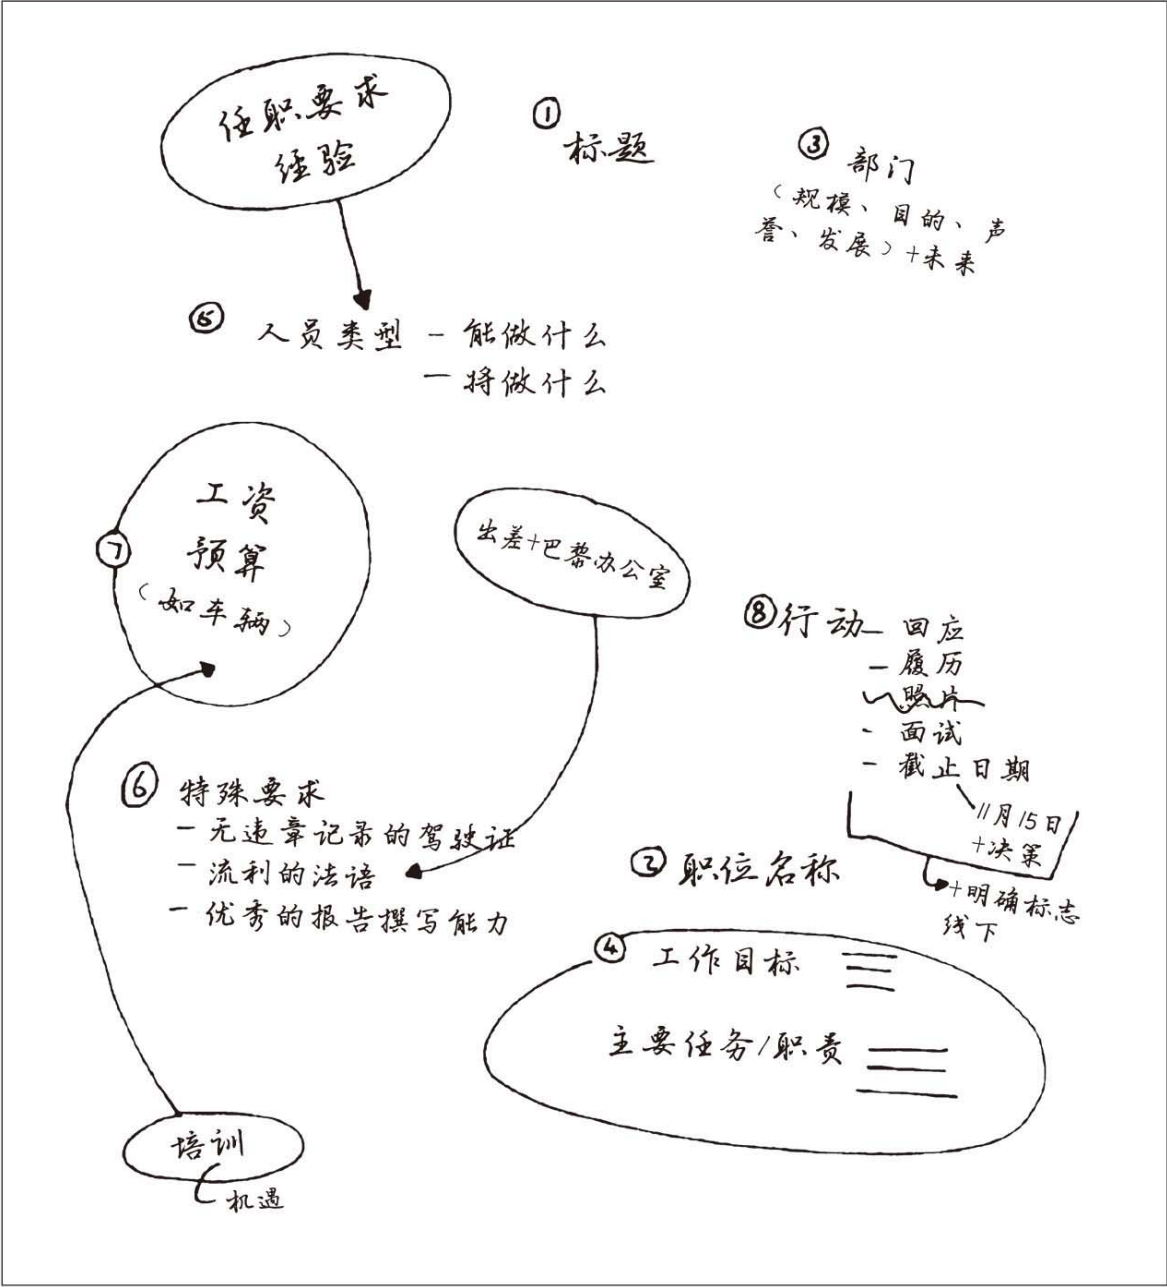 任职要求
经验
① 标题
③ 部门
（规模、目的、声
誉、发展）+未来
⑤ 人员类型 - 能做什么
- 将做什么
工资
⑦ 预算
（如车辆）
出差+巴黎办公室
⑧ 行动 - 回应
- 履历
照片
- 面试
- 截止日期
11月15日
+决策
+明确标志
线下
⑥ 特殊要求
- 无违章记录的驾驶证
- 流利的法语
- 优秀的报告撰写能力
② 职位名称
④ 工作目标
主要任务/职责
培训
机遇